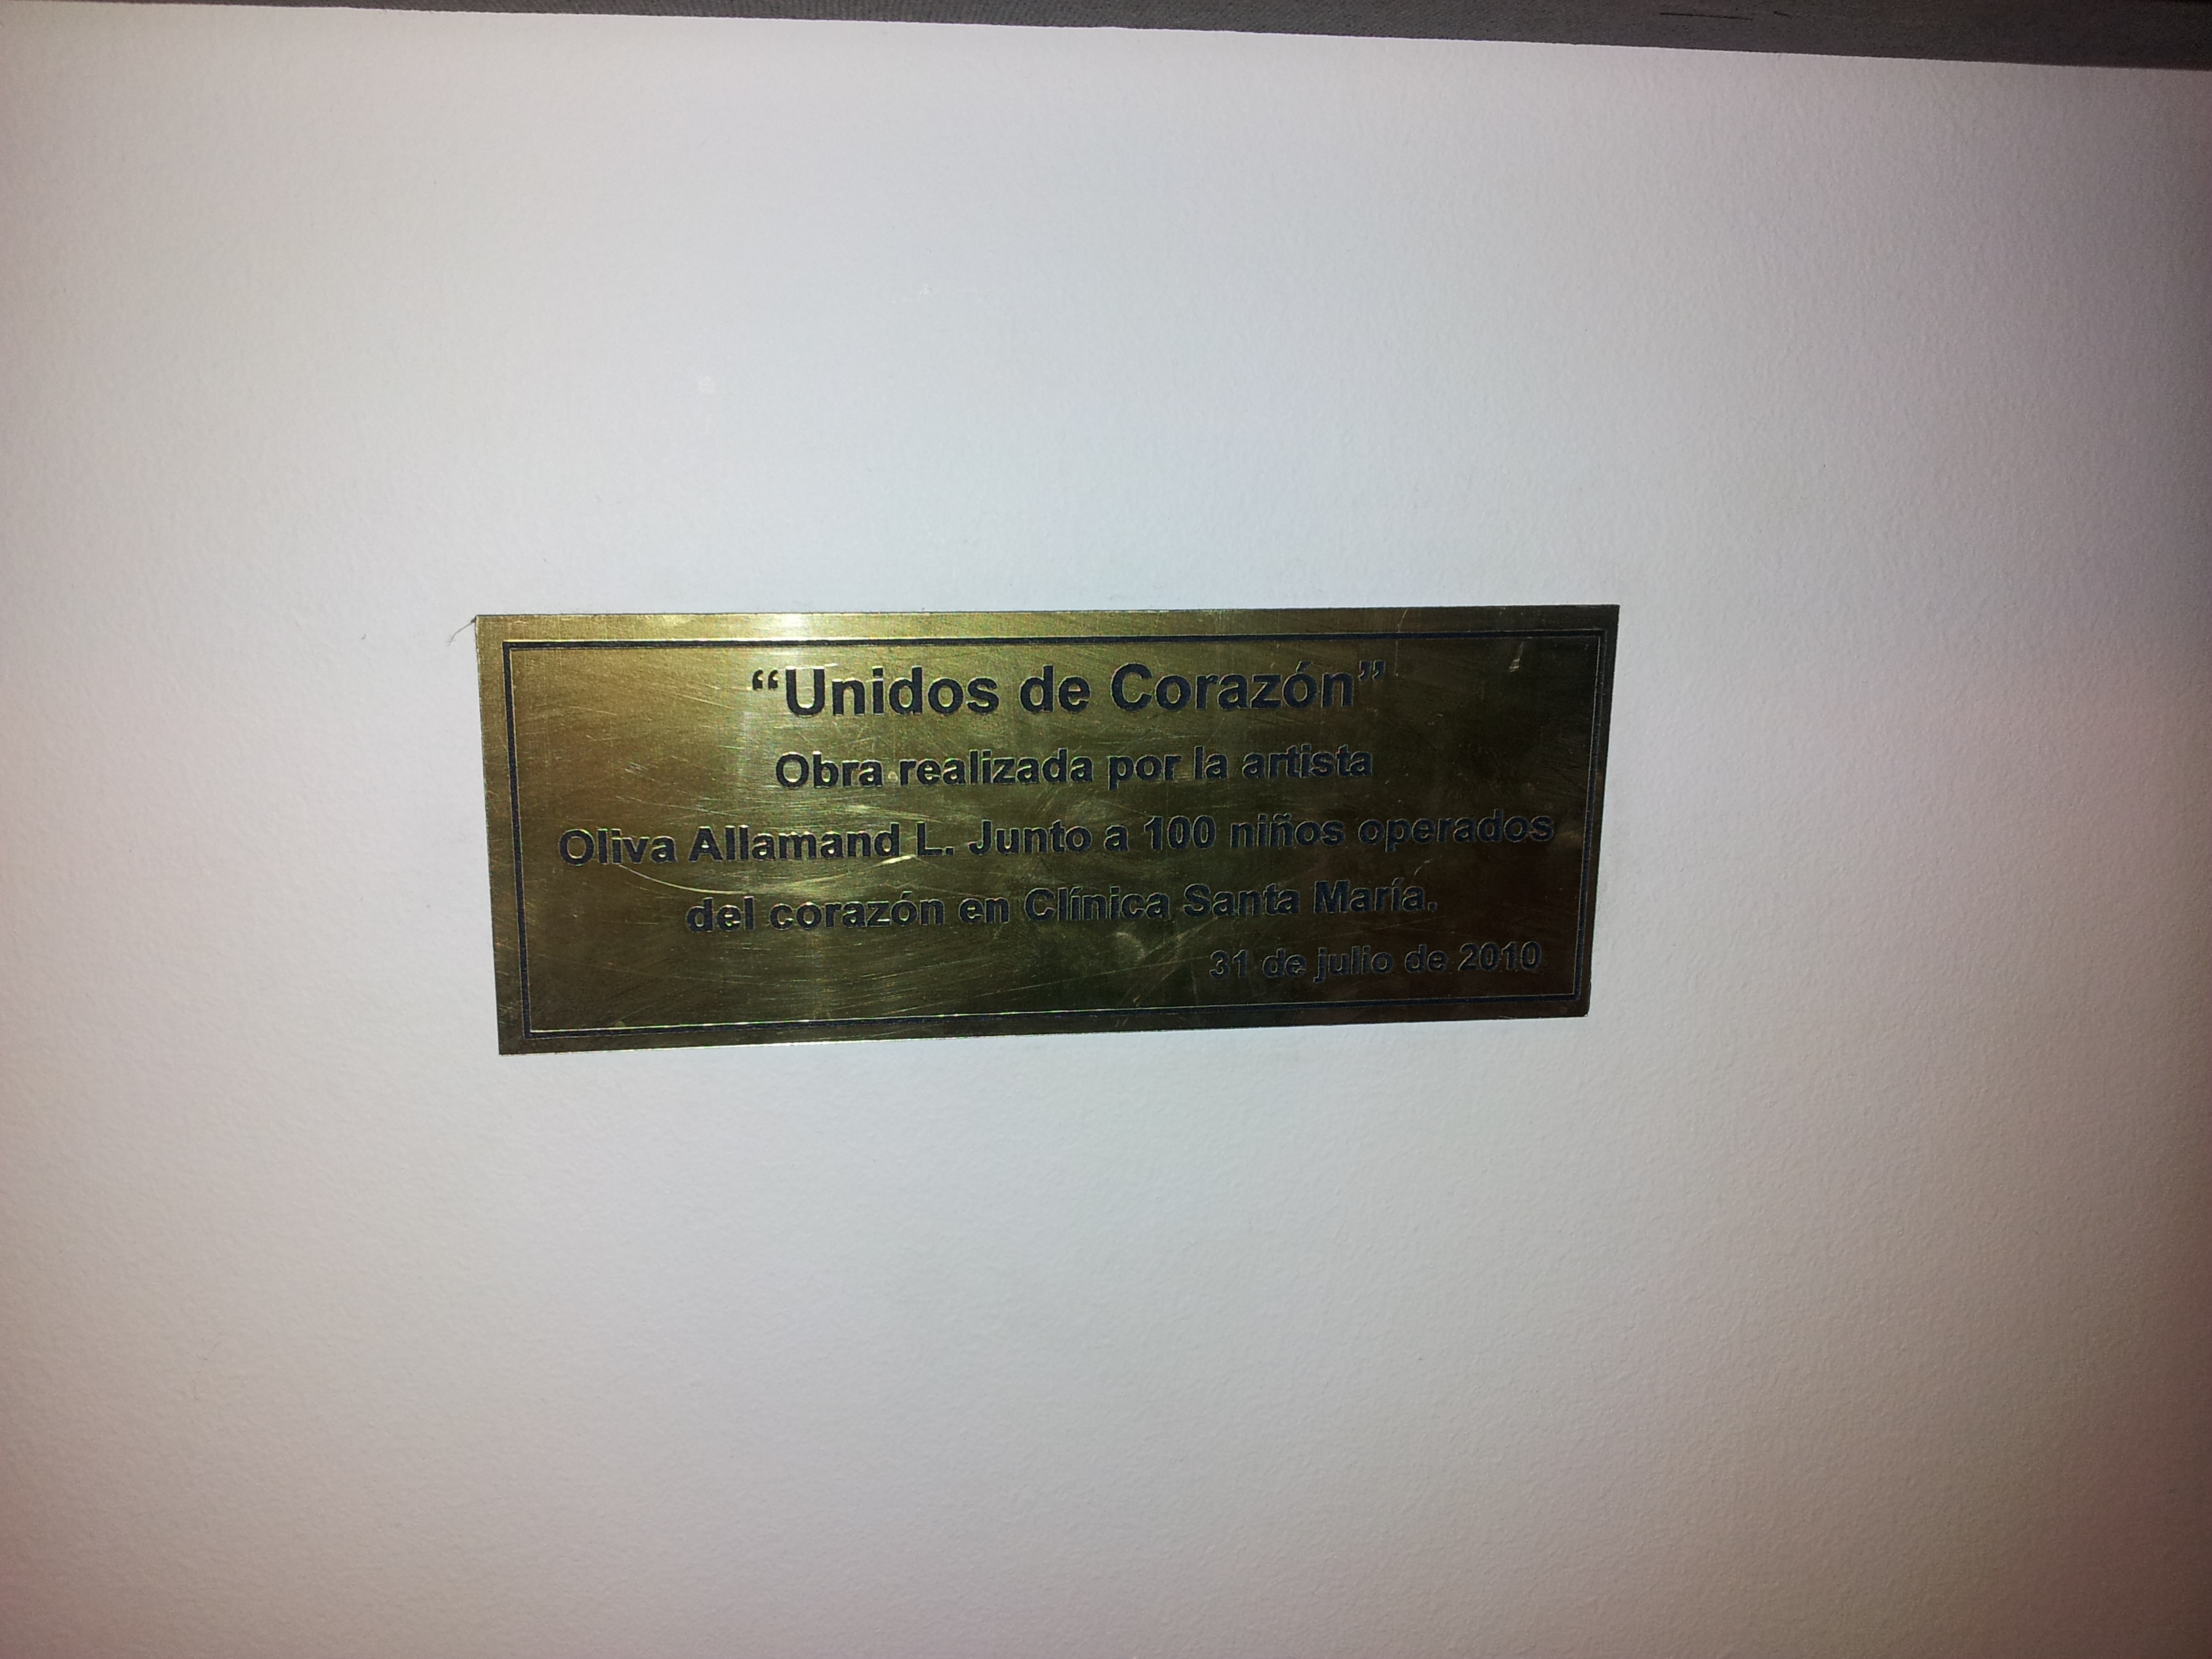 “Unidos de Corazón”
Obra realizada por la artista
Oliva Allamand L. Junto a 100 niños operados
del corazón en Clínica Santa María.
31 de julio de 2010